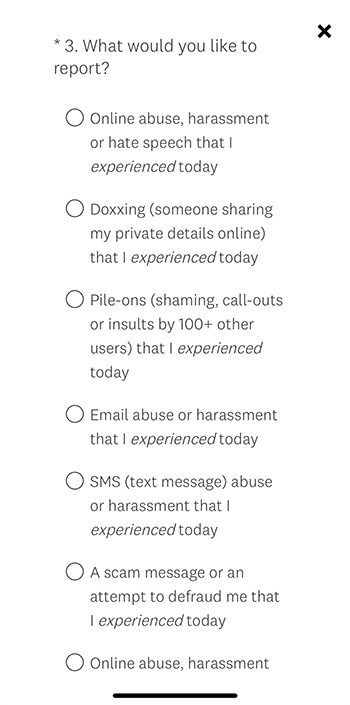 * 3. What would you like to
report?
Online abuse, harassment
or hate speech that I
experienced today
Doxxing (someone sharing
my private details online)
that I experienced today
Pile-ons (shaming, call-outs
or insults by 100+ other
users) that I experienced
today
Email abuse or harassment
that I experienced today
SMS (text message) abuse
or harassment that I
experienced today
A scam message or an
attempt to defraud me that
I experienced today
Online abuse, harassment